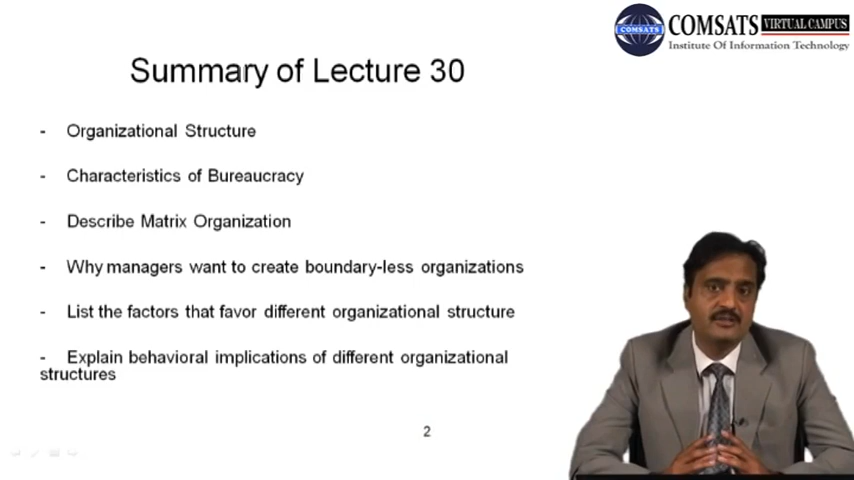 COMSATS VIRTUAL CAMPUS
COMSATS
Institute Of Information Technology
Summary of Lecture 30
- Organizational Structure
- Characteristics of Bureaucracy
- Describe Matrix Organization
- Why managers want to create boundary-less organizations
- List the factors that favor different organizational structure
- Explain behavioral implications of different organizational
structures
2